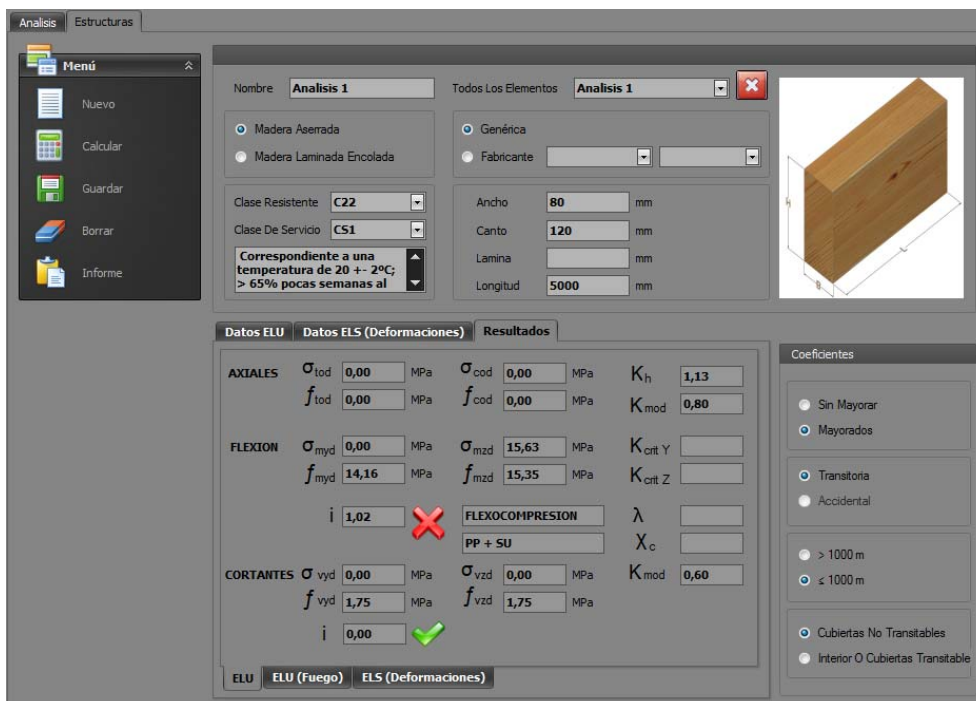 Analisis Estructuras
Menú
Nuevo
Calcular
Guardar
Borrar
Informe
Nombre Analisis 1 Todos Los Elementos Analisis 1
Madera Aserrada
Madera Laminada Encolada
Genérica
Fabricante
Clase Resistente C22
Clase De Servicio CS1
Correspondiente a una
temperatura de 20 +- 2ºC;
> 65% pocas semanas al
Ancho 80 mm
Canto 120 mm
Lamina mm
Longitud 5000 mm
H
B
L
Datos ELU Datos ELS (Deformaciones) Resultados
AXIALES σtod 0,00 MPa σcod 0,00 MPa Kh 1,13
ftod 0,00 MPa fcod 0,00 MPa Kmod 0,80
FLEXION σmyd 0,00 MPa σmzd 15,63 MPa Kcrit Y
fmyd 14,16 MPa fmzd 15,35 MPa Kcrit Z
i 1,02 FLEXOCOMPRESION λ
PP + SU χc
CORTANTES σ vyd 0,00 MPa σvzd 0,00 MPa Kmod 0,60
f vyd 1,75 MPa fvzd 1,75 MPa
i 0,00
ELU ELU (Fuego) ELS (Deformaciones)
Coeficientes
Sin Mayorar
Mayorados
Transitoria
Accidental
> 1000 m
≤ 1000 m
Cubiertas No Transitables
Interior O Cubiertas Transitable